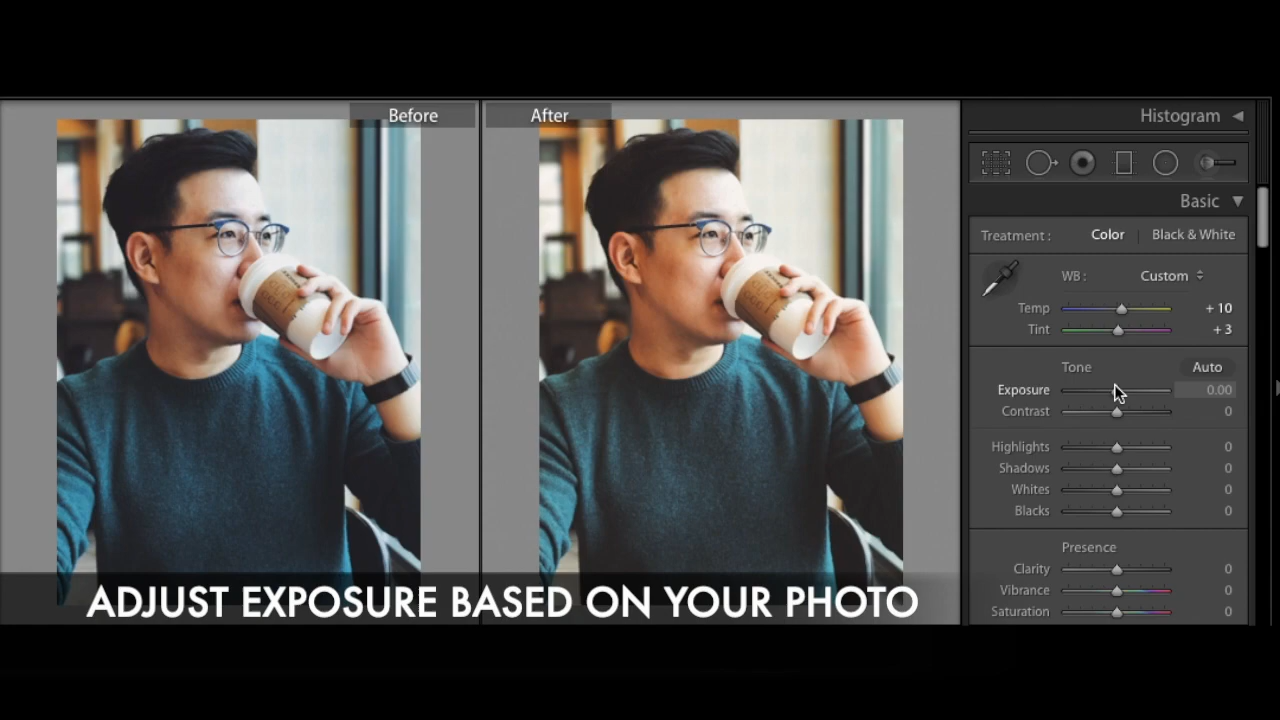 Before
After
Histogram
Basic
Treatment : Color Black & White
WB : Custom
Temp + 10
Tint + 3
Tone Auto
Exposure 0.00
Contrast 0
Highlights 0
Shadows 0
Whites 0
Blacks 0
Presence
Clarity 0
Vibrance 0
Saturation 0
ADJUST EXPOSURE BASED ON YOUR PHOTO